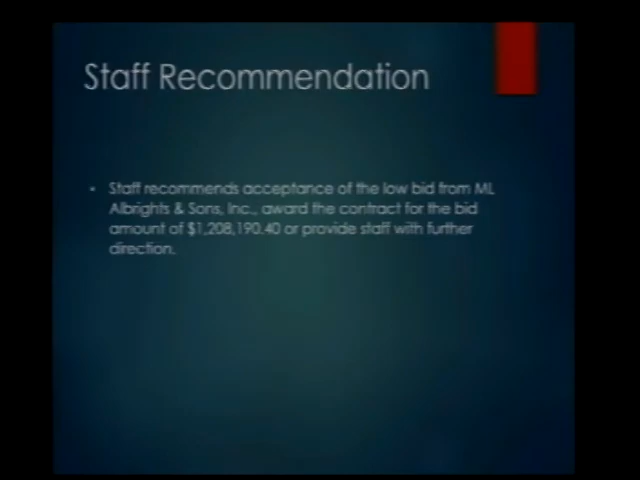 Staff Recommendation
• Staff recommends acceptance of the low bid from ML
Albrights & Sons, Inc., award the contract for the bid
amount of $1,208,190.40 or provide staff with further
direction.